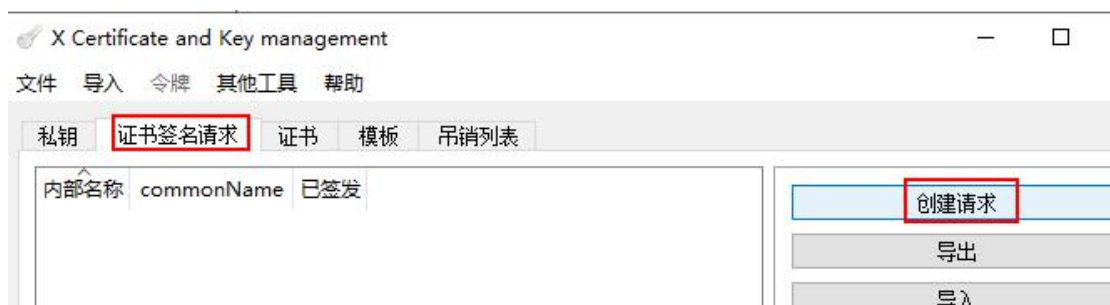 X Certificate and Key management
文件 导入 令牌 其他工具 帮助
私钥 证书签名请求 证书 模板 吊销列表
内部名称 commonName 已签发
创建请求
导出
导入